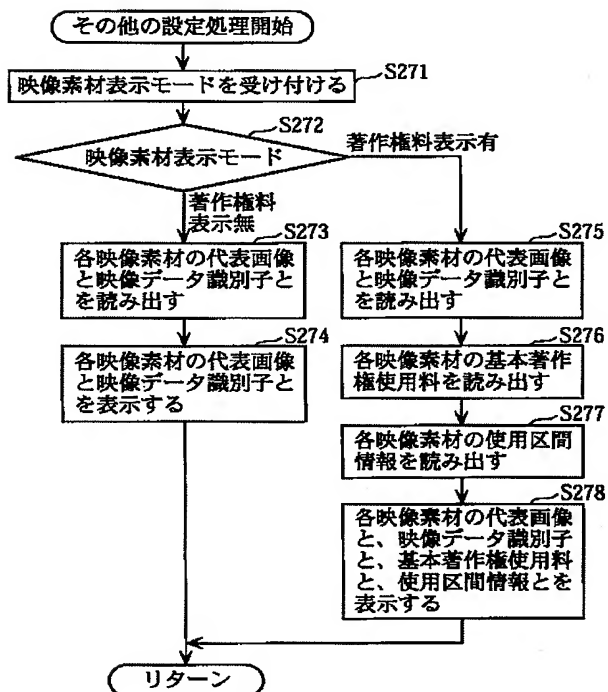 その他の設定処理開始
S271
映像素材表示モードを受け付ける
S272
映像素材表示モード
著作権料表示有
著作権料
表示無
S273
各映像素材の代表画像
と映像データ識別子と
を読み出す
S274
各映像素材の代表画像
と映像データ識別子と
を表示する
S275
各映像素材の代表画像
と映像データ識別子と
を読み出す
S276
各映像素材の基本著作
権使用料を読み出す
S277
各映像素材の使用区間
情報を読み出す
S278
各映像素材の代表画像
と、映像データ識別子
と、基本著作権使用料
と、使用区間情報とを
表示する
リターン